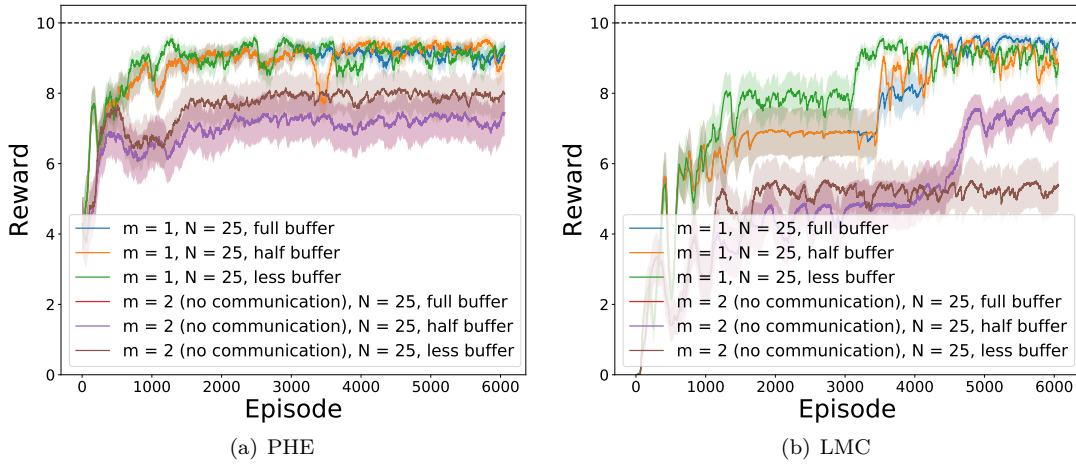 10
8
6
4
2
0
Reward
m = 1, N = 25, full buffer
m = 1, N = 25, half buffer
m = 1, N = 25, less buffer
m = 2 (no communication), N = 25, full buffer
m = 2 (no communication), N = 25, half buffer
m = 2 (no communication), N = 25, less buffer
0 1000 2000 3000 4000 5000 6000
Episode
(a) PHE
10
8
6
4
2
0
Reward
m = 1, N = 25, full buffer
m = 1, N = 25, half buffer
m = 1, N = 25, less buffer
m = 2 (no communication), N = 25, full buffer
m = 2 (no communication), N = 25, half buffer
m = 2 (no communication), N = 25, less buffer
0 1000 2000 3000 4000 5000 6000
Episode
(b) LMC